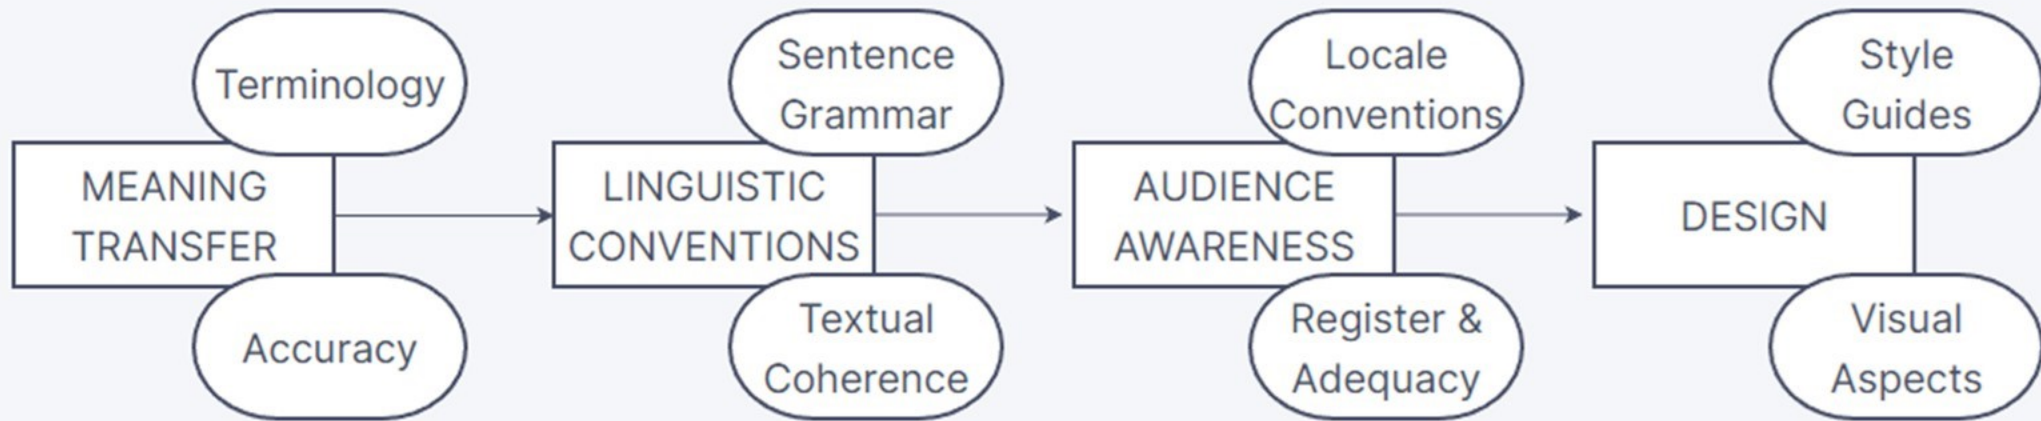 Terminology
MEANING
TRANSFER
Accuracy
Sentence
Grammar
LINGUISTIC
CONVENTIONS
Textual
Coherence
Locale
Conventions
AUDIENCE
AWARENESS
Register &
Adequacy
Style
Guides
DESIGN
Visual
Aspects